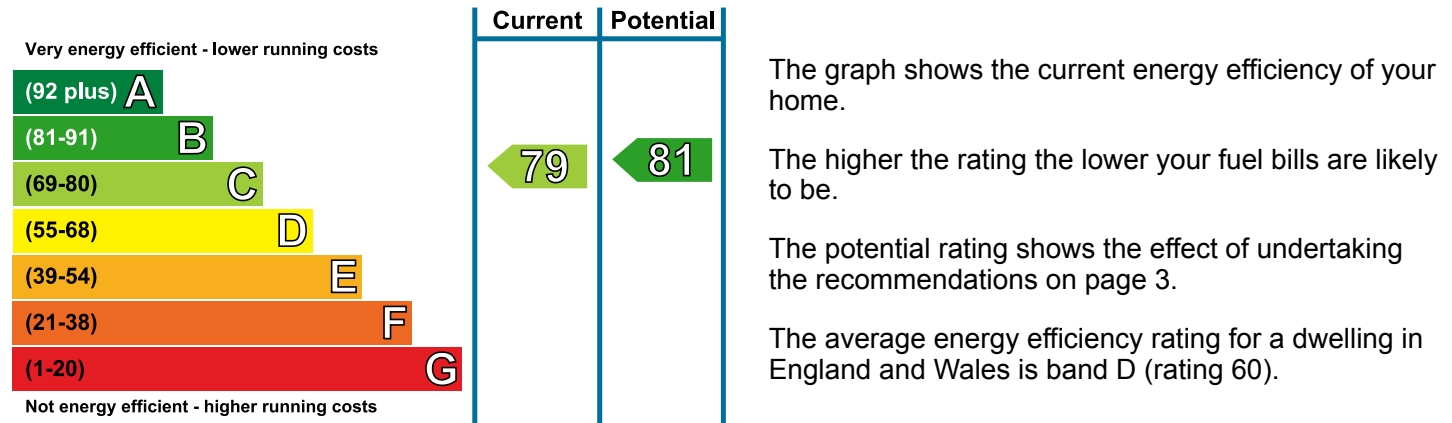 Current Potential
Very energy efficient - lower running costs
(92 plus) A
(81-91) B
(69-80) C
(55-68) D
(39-54) E
(21-38) F
(1-20) G
Not energy efficient - higher running costs
79 81
The graph shows the current energy efficiency of your
home.
The higher the rating the lower your fuel bills are likely
to be.
The potential rating shows the effect of undertaking
the recommendations on page 3.
The average energy efficiency rating for a dwelling in
England and Wales is band D (rating 60).